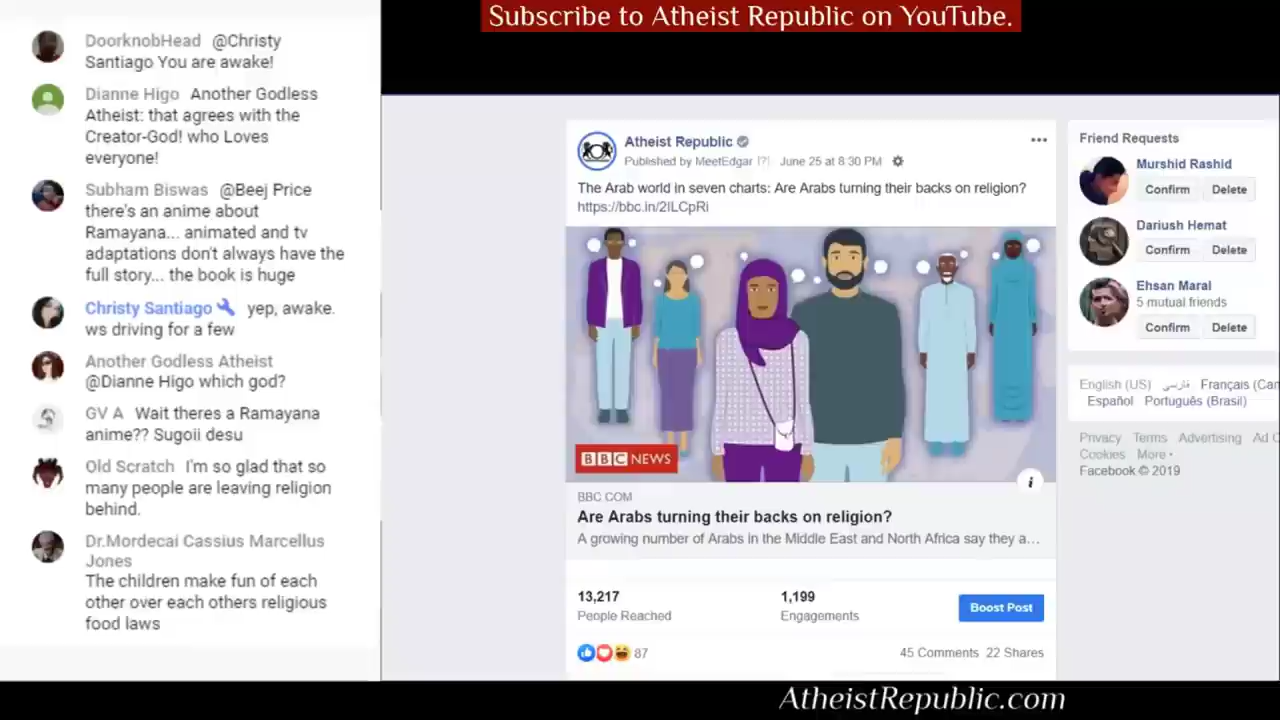 Subscribe to Atheist Republic on YouTube.
DoorknobHead @Christy
Santiago You are awake!
Dianne Higo Another Godless
Atheist: that agrees with the
Creator-God! who Loves
everyone!
Subham Biswas @Beej Price
there's an anime about
Ramayana... animated and tv
adaptations don't always have the
full story... the book is huge
Christy Santiago yep, awake.
ws driving for a few
Another Godless Atheist
@Dianne Higo which god?
GV A Wait theres a Ramayana
anime?? Sugoii desu
Old Scratch I'm so glad that so
many people are leaving religion
behind.
Dr.Mordecai Cassius Marcellus
Jones
The children make fun of each
other over each others religious
food laws
Atheist Republic
Published by MeetEdgar [?] June 25 at 8:30 PM
The Arab world in seven charts: Are Arabs turning their backs on religion?
https://bbc.in/2ILCpRi
BBC NEWS
i
BBC.COM
Are Arabs turning their backs on religion?
A growing number of Arabs in the Middle East and North Africa say they a...
13,217
People Reached
1,199
Engagements
Boost Post
87
45 Comments 22 Shares
Friend Requests
Murshid Rashid
Confirm Delete
Dariush Hemat
Confirm Delete
Ehsan Maral
5 mutual friends
Confirm Delete
English (US) فارسی Français (Can
Español Português (Brasil)
Privacy Terms Advertising Ad C
Cookies More
Facebook © 2019
AtheistRepublic.com